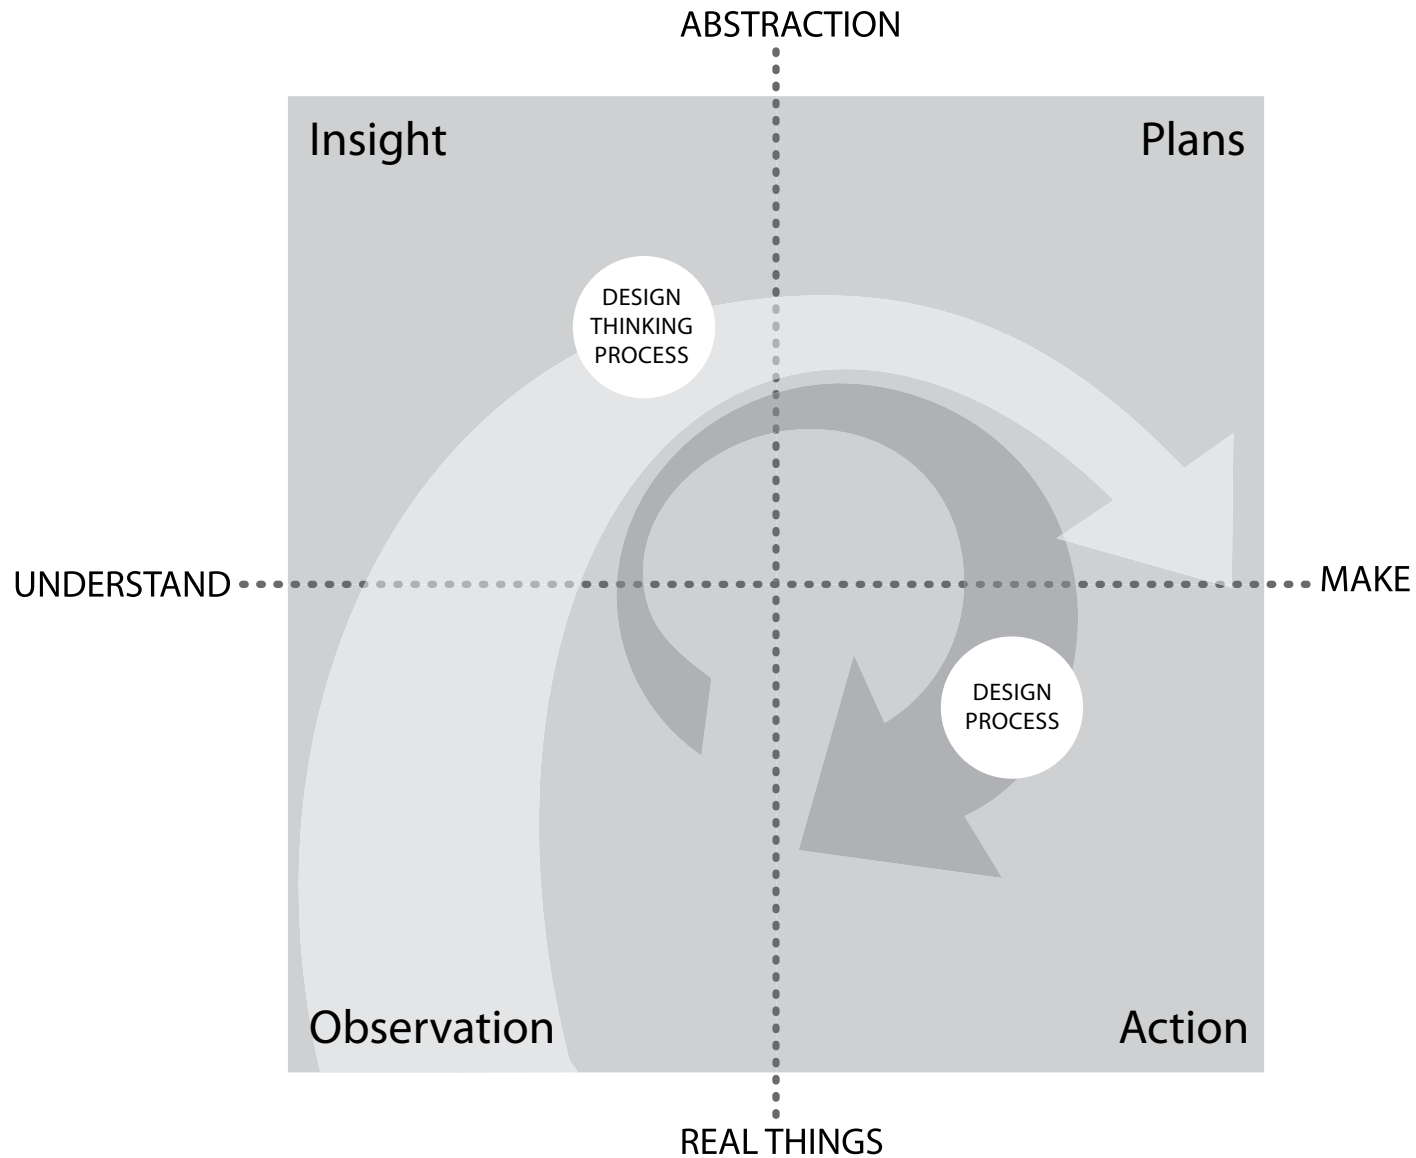 ABSTRACTION
Insight
Plans
DESIGN
THINKING
PROCESS
UNDERSTAND
MAKE
DESIGN
PROCESS
Observation
Action
REAL THINGS